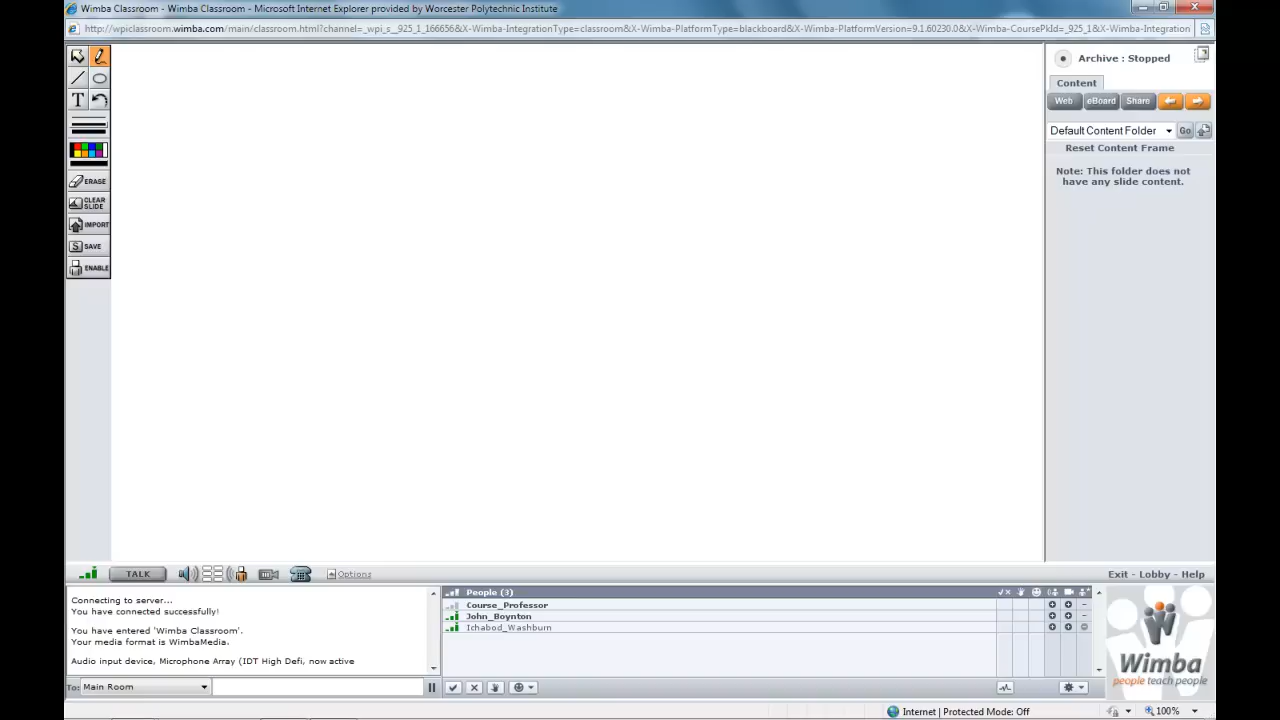 Wimba Classroom - Wimba Classroom - Microsoft Internet Explorer provided by Worcester Polytechnic Institute
http://wpiclassroom.wimba.com/main/classroom.html?channel=_wpi_s__925_1_166656&X-Wimba-IntegrationType=classroom&X-Wimba-PlatformType=blackboard&X-Wimba-PlatformVersion=9.1.60230.0&X-Wimba-CoursePkId=_925_1&X-Wimba-Integration
T
ERASE
CLEAR SLIDE
IMPORT
S SAVE
ENABLE
Archive : Stopped
Content
Web eBoard Share
Default Content Folder Go
Reset Content Frame
Note: This folder does not
have any slide content.
TALK Options
Exit - Lobby - Help
Connecting to server...
You have connected successfully!
You have entered 'Wimba Classroom'.
Your media format is WimbaMedia.
Audio input device, Microphone Array (IDT High Defi, now active
To: Main Room
People (3)
Course_Professor
John_Boynton
Ichabod_Washburn
Wimba
people teach people
Internet | Protected Mode: Off
100%